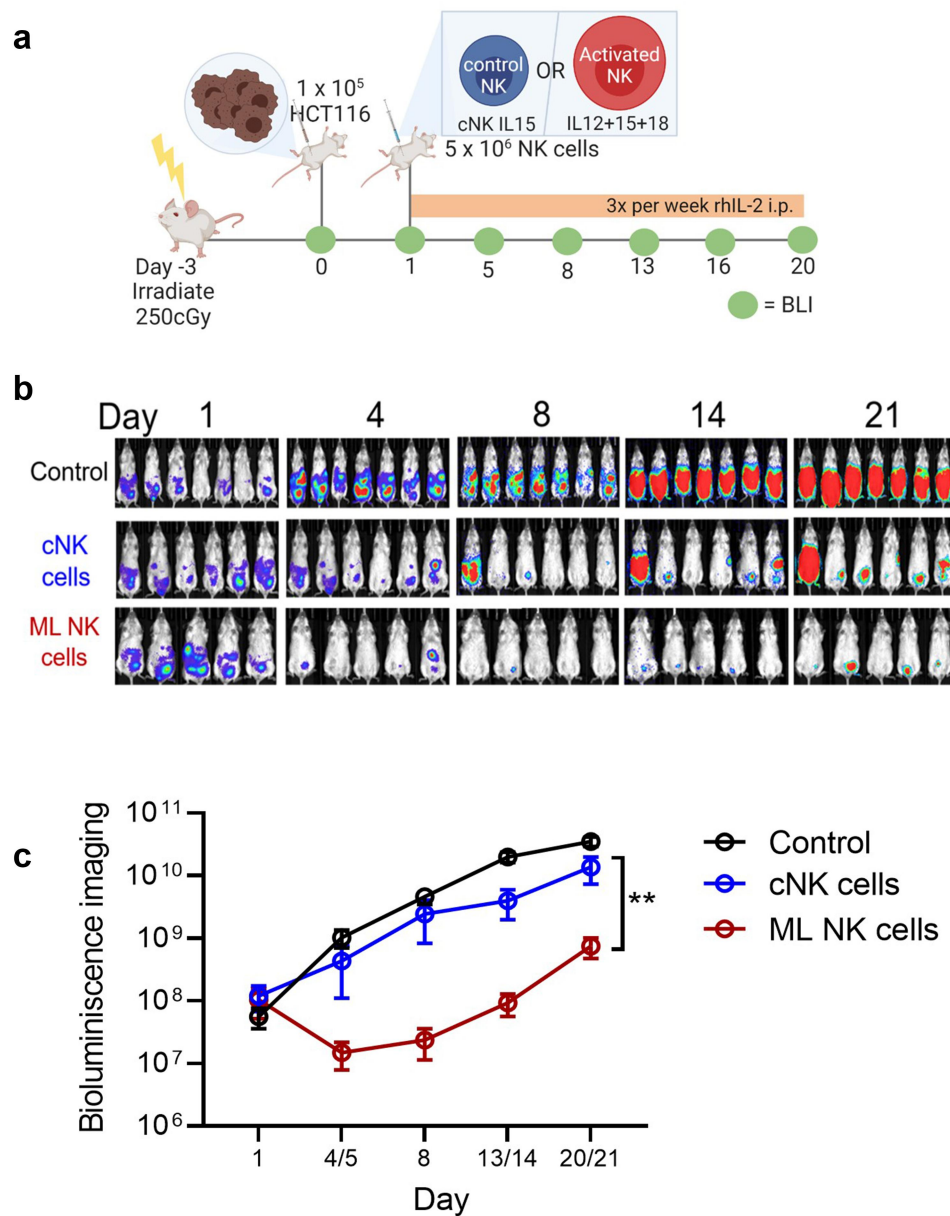 a
1 x 10⁵
HCT116
control
NK
OR
Activated
NK
cNK IL15
IL12+15+18
5 x 10⁶ NK cells
3x per week rhIL-2 i.p.
Day -3
Irradiate
250cGy
0
1
5
8
13
16
20
= BLI
b
Day 1 4 8 14 21
Control
cNK
cells
ML NK
cells
c
Bioluminiscence imaging
10¹¹
10¹⁰
10⁹
10⁸
10⁷
10⁶
**
Control
cNK cells
ML NK cells
1 4/5 8 13/14 20/21
Day